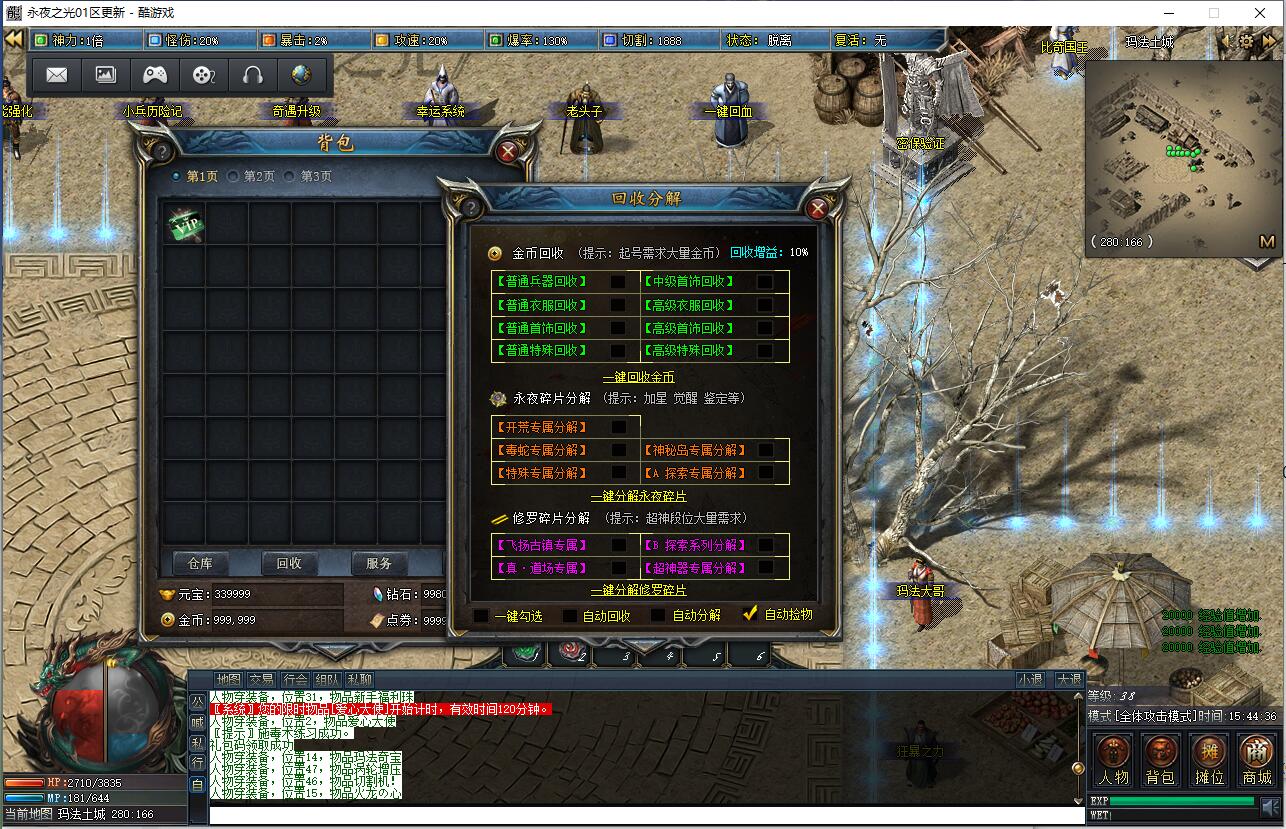 永夜之光01区更新 - 酷游戏
神力:1倍 怪伤:20% 暴击:2% 攻速:20% 爆率:130% 切割:1888 状态: 脱离 复活: 无
比奇国王 玛法土城
小兵历险记 奇遇升级 幸运系统 老头子 一键回血
密保验证
背包
第1页 第2页 第3页
VIP
仓库 回收 服务
元宝:339999 钻石:9980
金币:999,999 点券:9999
回收分解
金币回收 (提示: 起号需求大量金币) 回收增益: 10%
【普通兵器回收】 【中级首饰回收】
【普通衣服回收】 【高级衣服回收】
【普通首饰回收】 【高级首饰回收】
【普通特殊回收】 【高级特殊回收】
一键回收金币
永夜碎片分解 (提示: 加星 觉醒 鉴定等)
【开荒专属分解】
【毒蛇专属分解】 【神秘岛专属分解】
【特殊专属分解】 【A 探索专属分解】
一键分解永夜碎片
修罗碎片分解 (提示: 超神段位大量需求)
【飞扬古镇专属】 【B 探索系列分解】
【真·道场专属】 【超神器专属分解】
一键分解修罗碎片
一键勾选 自动回收 自动分解 自动捡物
(280:166) M
玛法大哥
20000 经验值增加.
20000 经验值增加.
20000 经验值增加.
1 2 3 4 5 6
地图 交易 行会 组队 私聊 小退 大退
公 喊 私 行 自
人物穿装备, 位置31, 物品新手福利珠
【系统】您的限时物品[爱心大使]开始计时,有效时间120分钟。
人物穿装备, 位置2, 物品爱心大使
〖提示〗施毒术练习成功。
礼包码领取成功
人物穿装备, 位置14, 物品玛法奇宝
人物穿装备, 位置47, 物品涡轮增压
人物穿装备, 位置46, 物品切割机
人物穿装备, 位置15, 物品火龙の心
狂暴之力
等级: 38
模式[全体攻击模式]时间:15:44:36
人物 背包 摊位 商城
摊 商
HP:2710/3835
MP:181/644
当前地图 玛法土城 280:166
EXP
WET